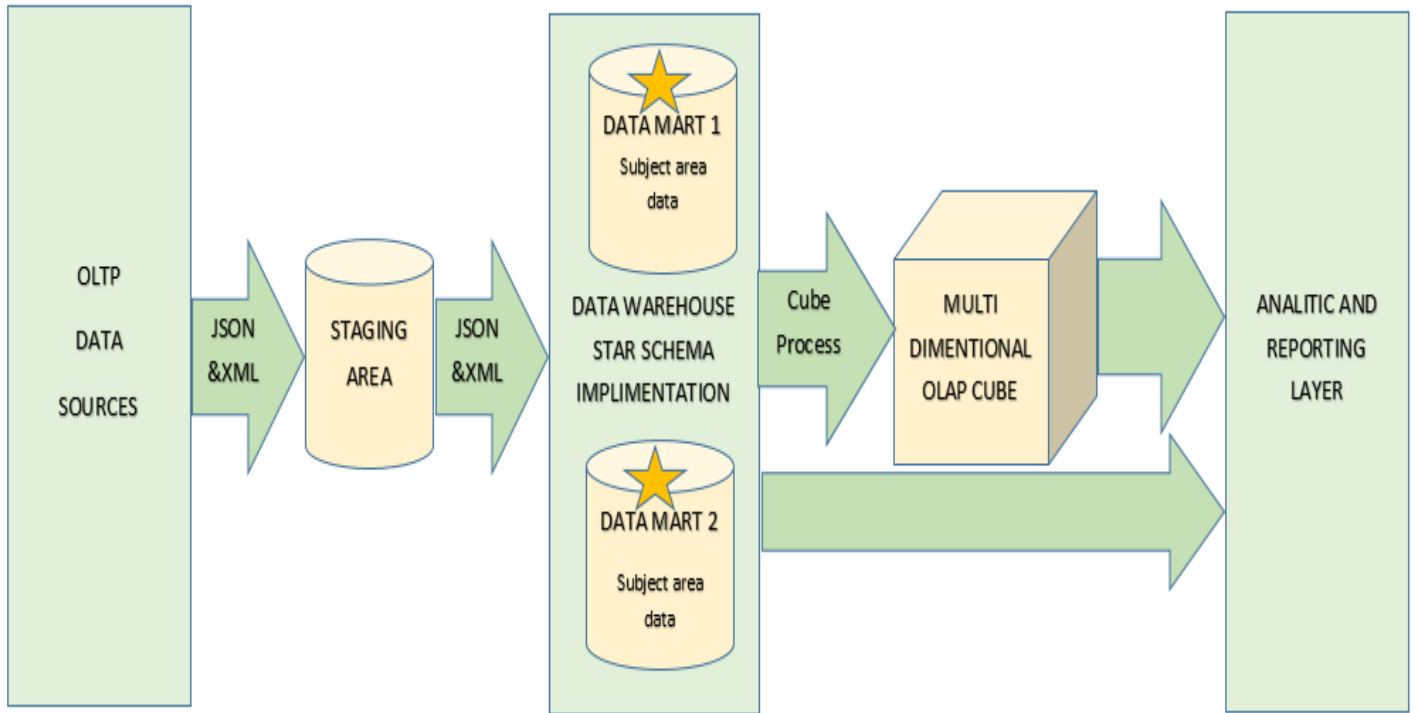 OLTP
DATA
SOURCES
JSON
&XML
STAGING
AREA
JSON
&XML
DATA MART 1
Subject area
data
DATA WAREHOUSE
STAR SCHEMA
IMPLIMENTATION
DATA MART 2
Subject area
data
Cube
Process
MULTI
DIMENTIONAL
OLAP CUBE
ANALITIC AND
REPORTING
LAYER